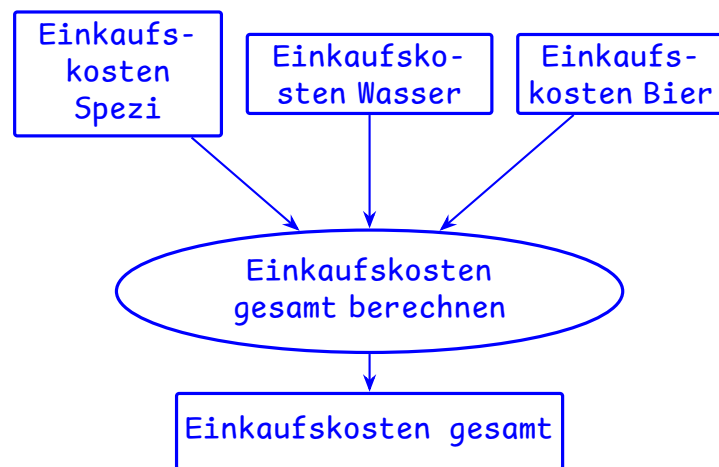 Einkaufs-
kosten
Spezi
Einkaufsko-
sten Wasser
Einkaufs-
kosten Bier
Einkaufskosten
gesamt berechnen
Einkaufskosten gesamt